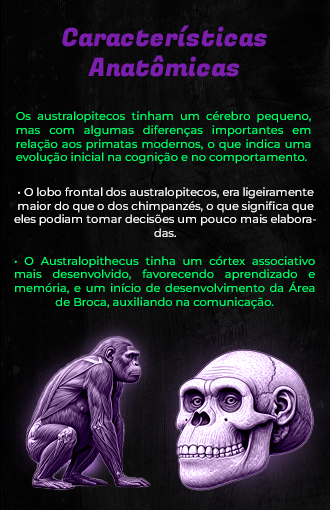 Características
Anatômicas
Os australopitecos tinham um cérebro pequeno,
mas com algumas diferenças importantes em
relação aos primatas modernos, o que indica uma
evolução inicial na cognição e no comportamento.
• O lobo frontal dos australopitecos, era ligeiramente
maior do que o dos chimpanzés, o que significa que
eles podiam tomar decisões um pouco mais elabora-
das.
• O Australopithecus tinha um córtex associativo
mais desenvolvido, favorecendo aprendizado e
memória, e um início de desenvolvimento da Área
de Broca, auxiliando na comunicação.